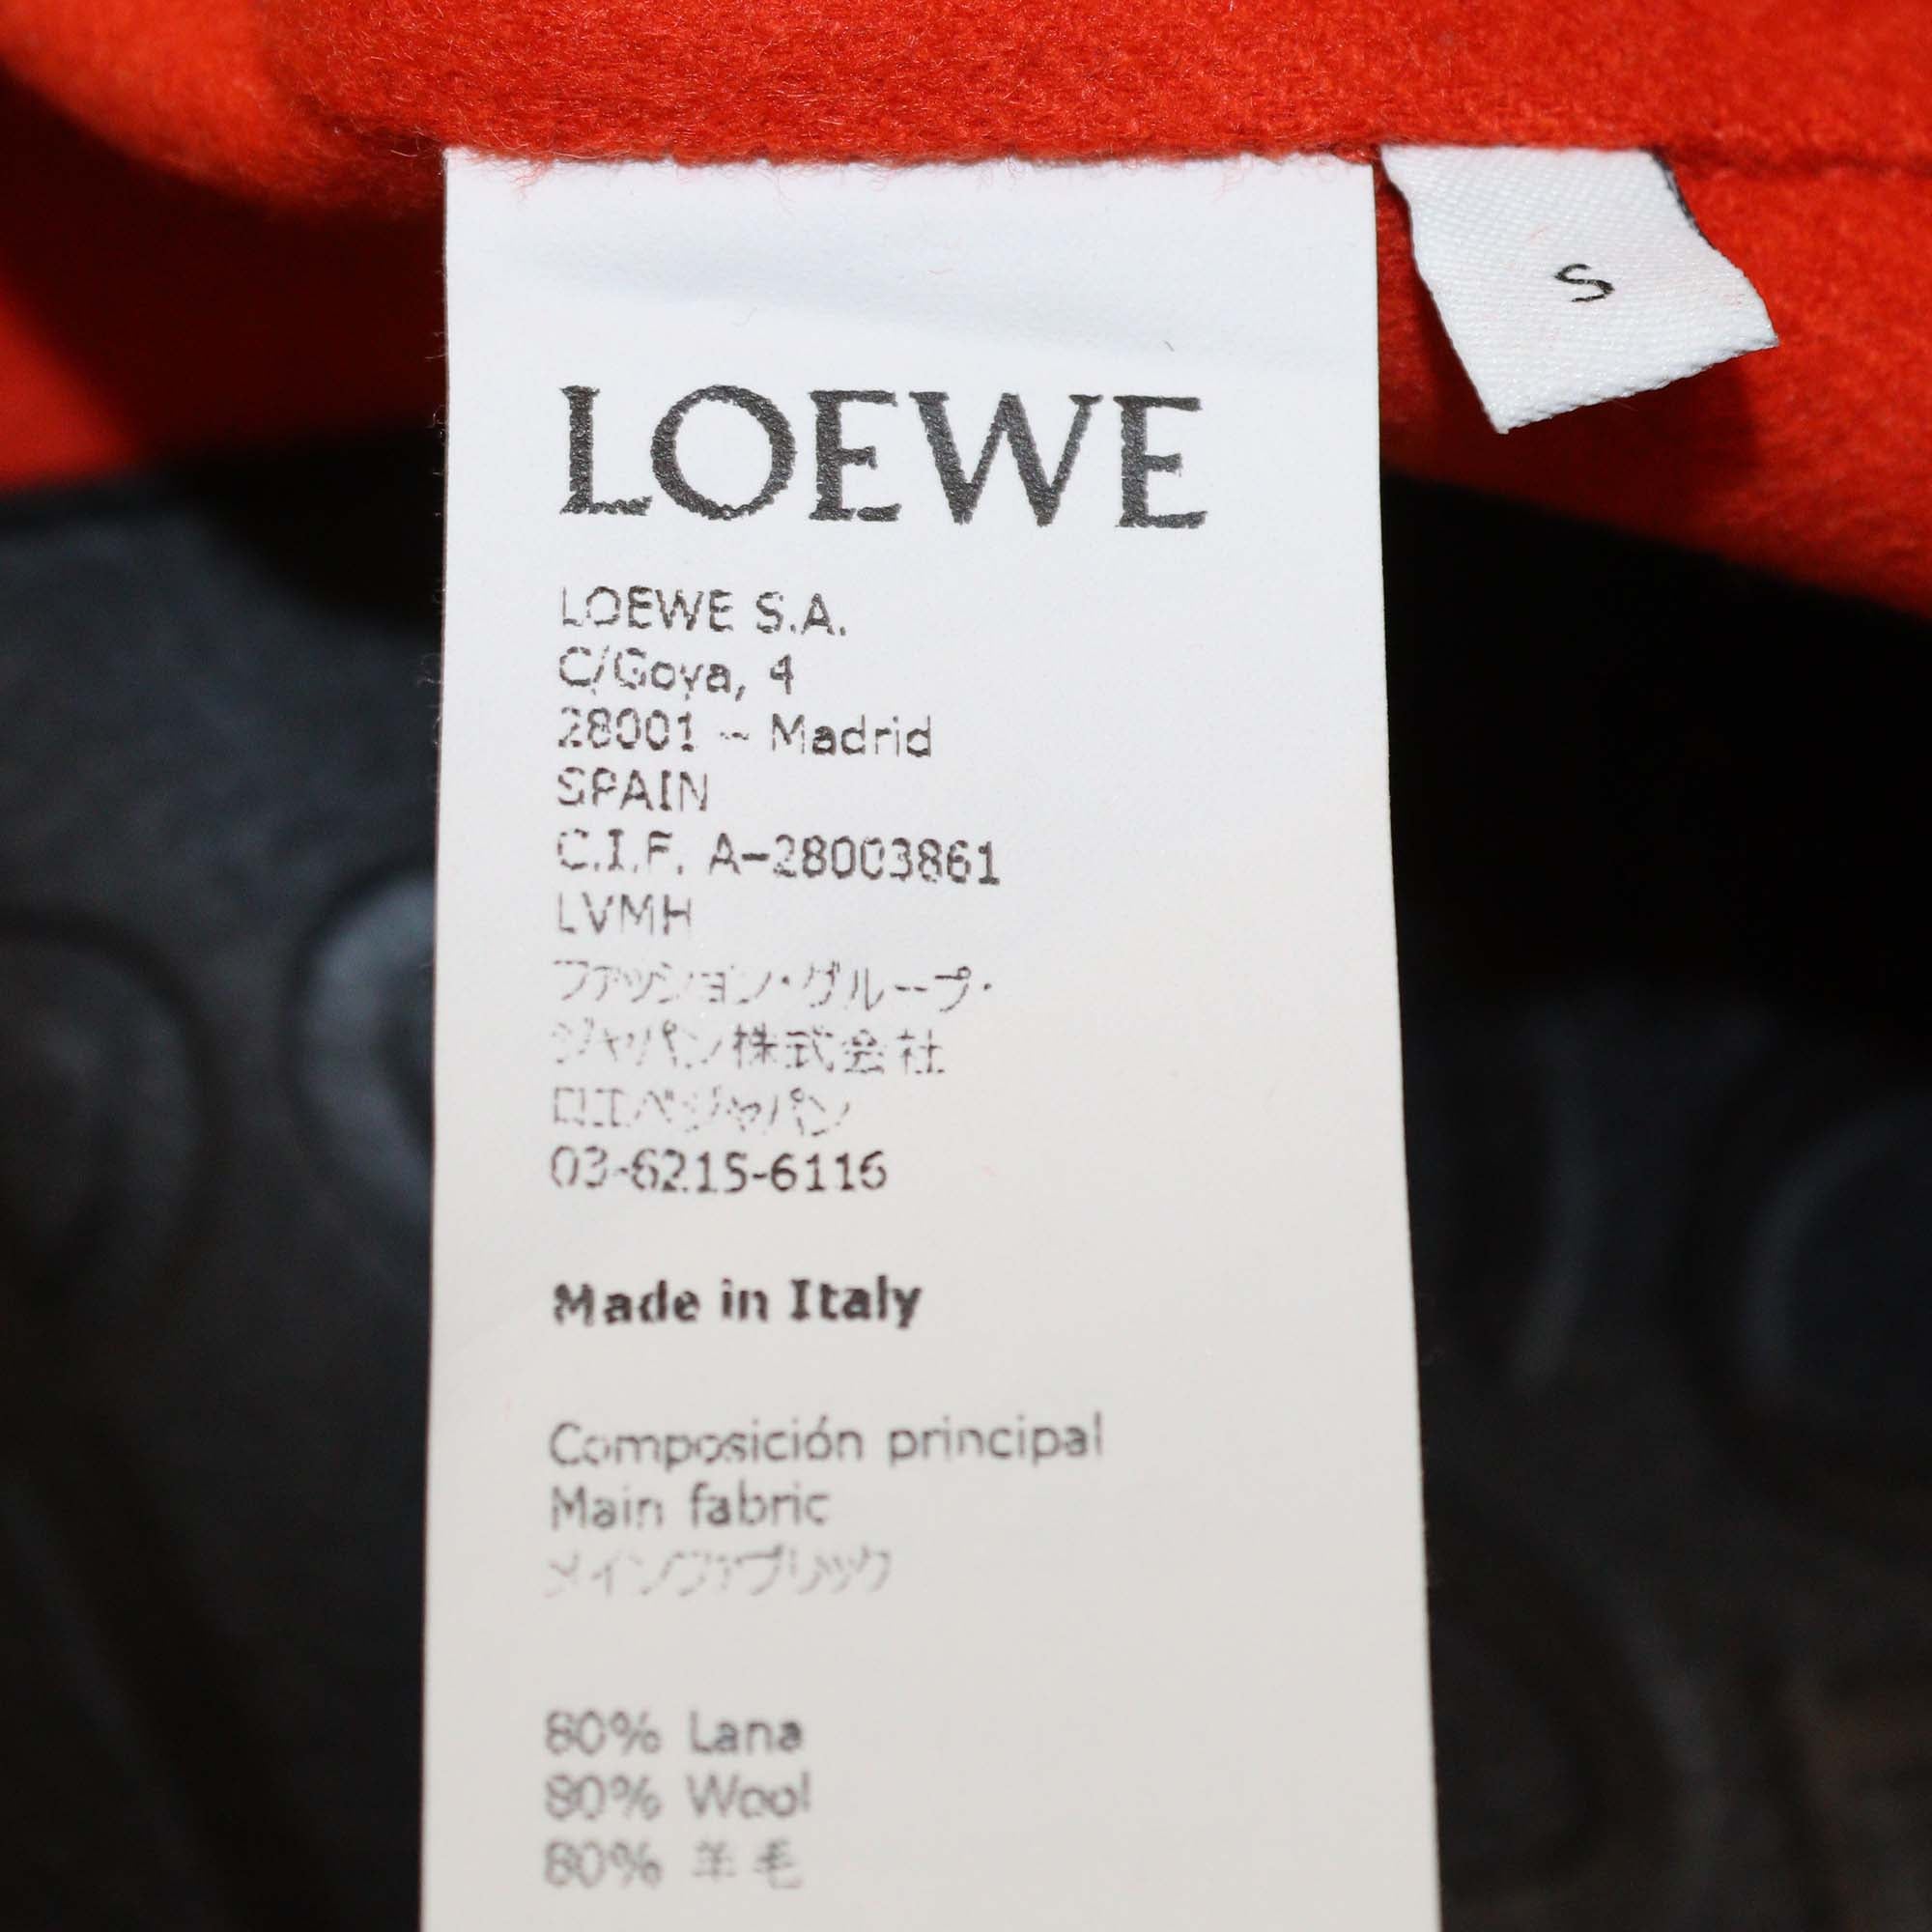 LOEWE
S
LOEWE S.A.
C/Goya, 4
28001 - Madrid
SPAIN
C.I.F. A-28003861
LVMH
ファッション・グループ・
ジャパン株式会社
ロエベジャパン
03-6215-6116
Made in Italy
Composición principal
Main fabric
メインファブリック
80% Lana
80% Wool
80% 羊毛